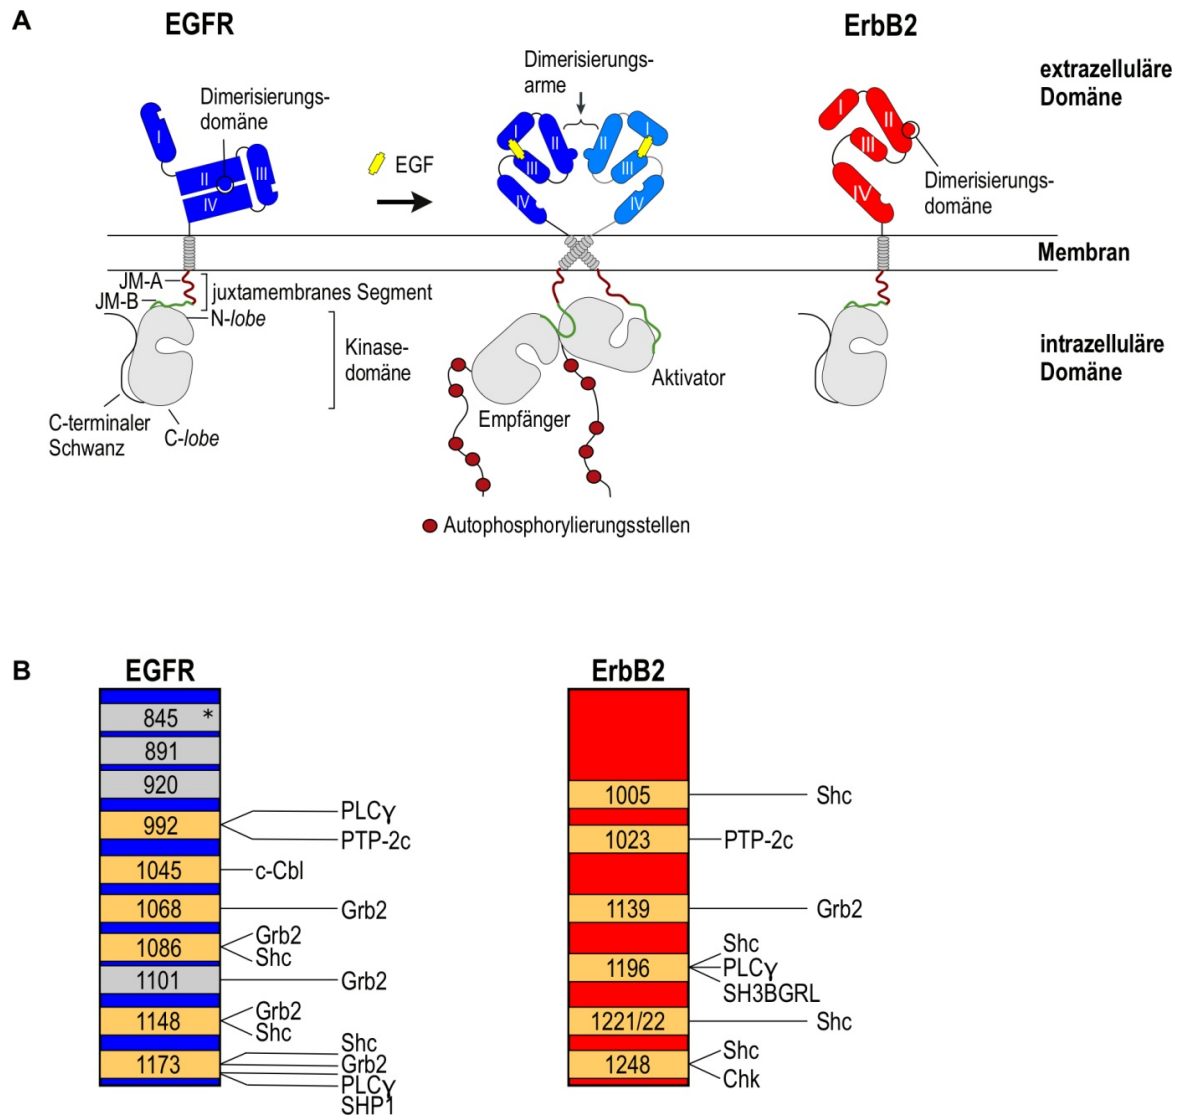 A
EGFR
ErbB2
Dimerisierungs-
domäne
Dimerisierungs-
arme
extrazelluläre
Domäne
I
II
III
IV
EGF
I
II
III
IV
I
II
III
IV
I
II
III
IV
Dimerisierungs-
domäne
Membran
JM-A
JM-B
juxtamembranes Segment
N-lobe
Kinase-
domäne
intrazelluläre
Domäne
Aktivator
Empfänger
C-terminaler
Schwanz
C-lobe
Autophosphorylierungsstellen
B
EGFR
845 *
891
920
992
PLCγ
PTP-2c
1045
c-Cbl
1068
Grb2
1086
Grb2
Shc
1101
Grb2
1148
Grb2
Shc
1173
Shc
Grb2
PLCγ
SHP1
ErbB2
1005
Shc
1023
PTP-2c
1139
Grb2
1196
Shc
PLCγ
SH3BGRL
1221/22
Shc
1248
Shc
Chk